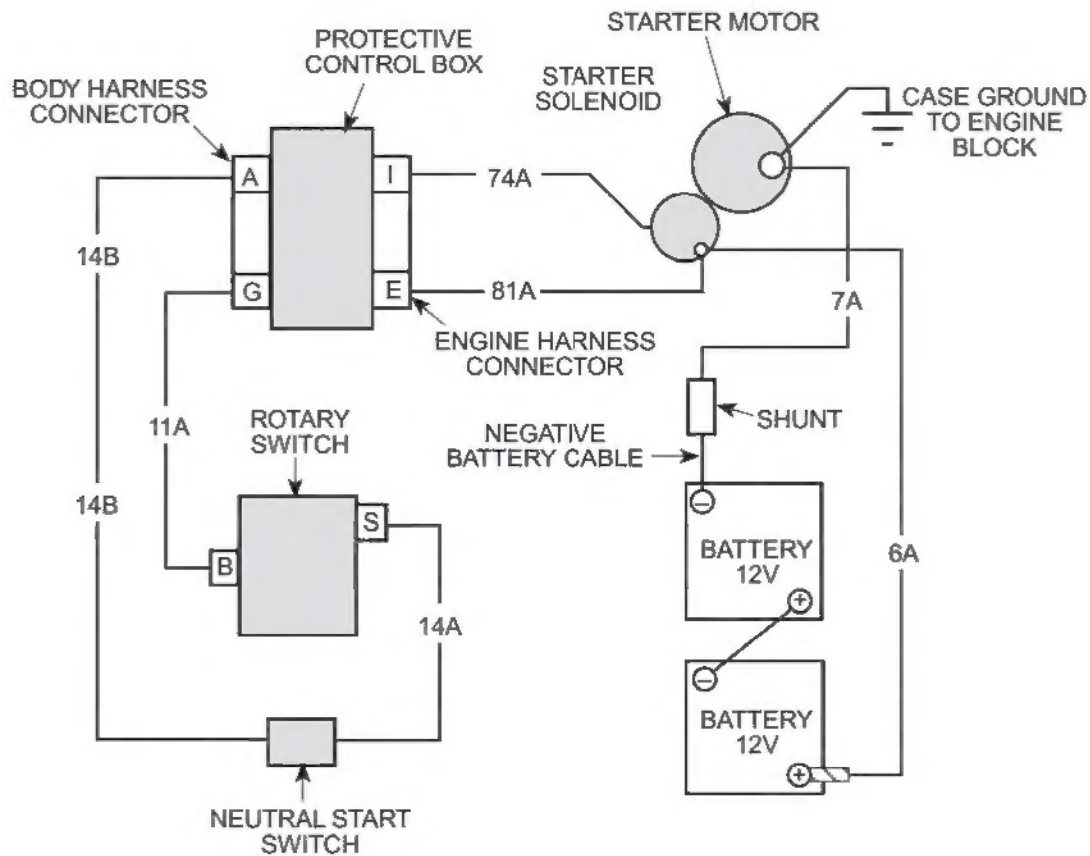 STARTER MOTOR
PROTECTIVE
CONTROL BOX
STARTER
SOLENOID
BODY HARNESS
CONNECTOR
CASE GROUND
TO ENGINE
BLOCK
A
I
74A
14B
G
E
81A
7A
ENGINE HARNESS
CONNECTOR
11A
ROTARY
SWITCH
SHUNT
NEGATIVE
BATTERY CABLE
14B
S
B
−
BATTERY
12V
+
6A
14A
−
BATTERY
12V
+
NEUTRAL START
SWITCH